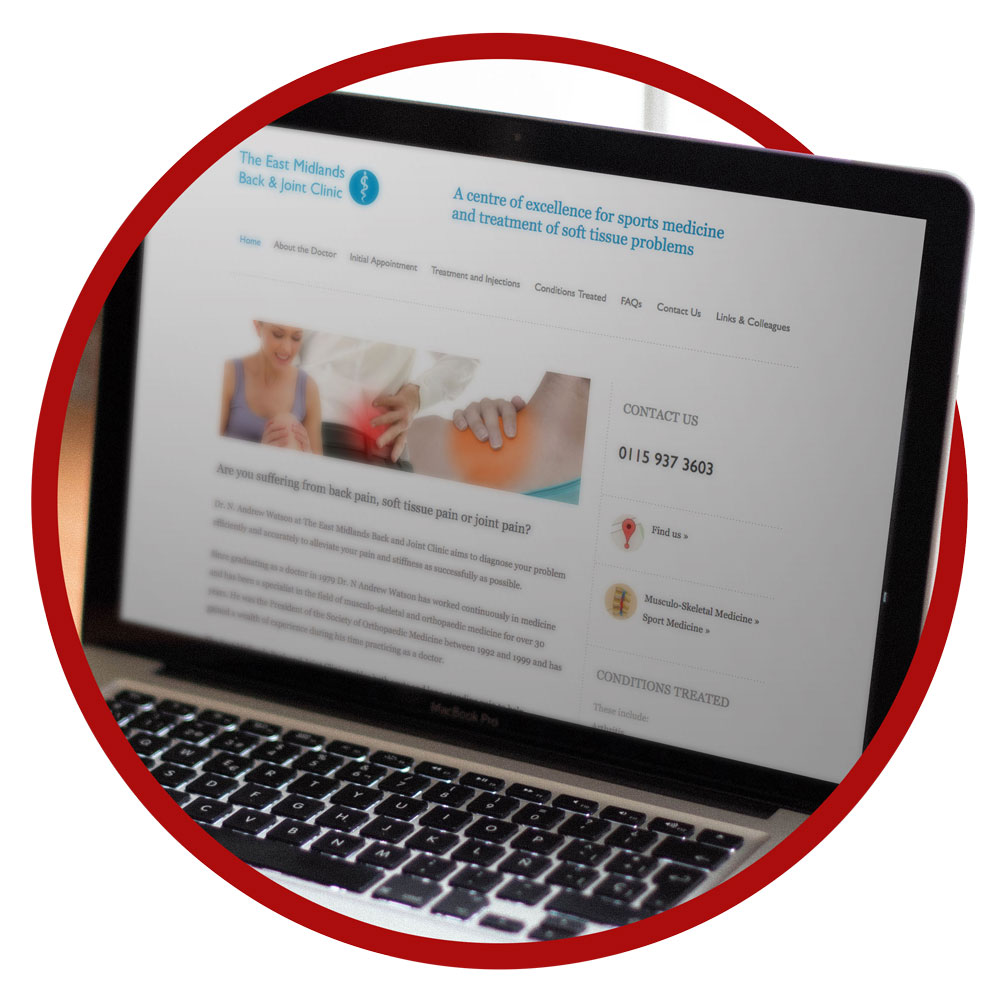 The East Midlands
Back & Joint Clinic
A centre of excellence for sports medicine
and treatment of soft tissue problems
Home About the Doctor Initial Appointment Treatment and Injections Conditions Treated FAQs Contact Us Links & Colleagues
Are you suffering from back pain, soft tissue pain or joint pain?
Dr. N. Andrew Watson at The East Midlands Back and Joint Clinic aims to diagnose your problem
efficiently and accurately to alleviate your pain and stiffness as successfully as possible.
Since graduating as a doctor in 1979 Dr. N Andrew Watson has worked continuously in medicine
and has been a specialist in the field of musculo-skeletal and orthopaedic medicine for over 30
years. He was the President of the Society of Orthopaedic Medicine between 1992 and 1999 and has
gained a wealth of experience during his time practicing as a doctor.
CONTACT US
0115 937 3603
Find us »
Musculo-Skeletal Medicine »
Sport Medicine »
CONDITIONS TREATED
These include:
MacBook Pro
E R T Y U I O P
S D F G H J K L Ñ
C V B N M